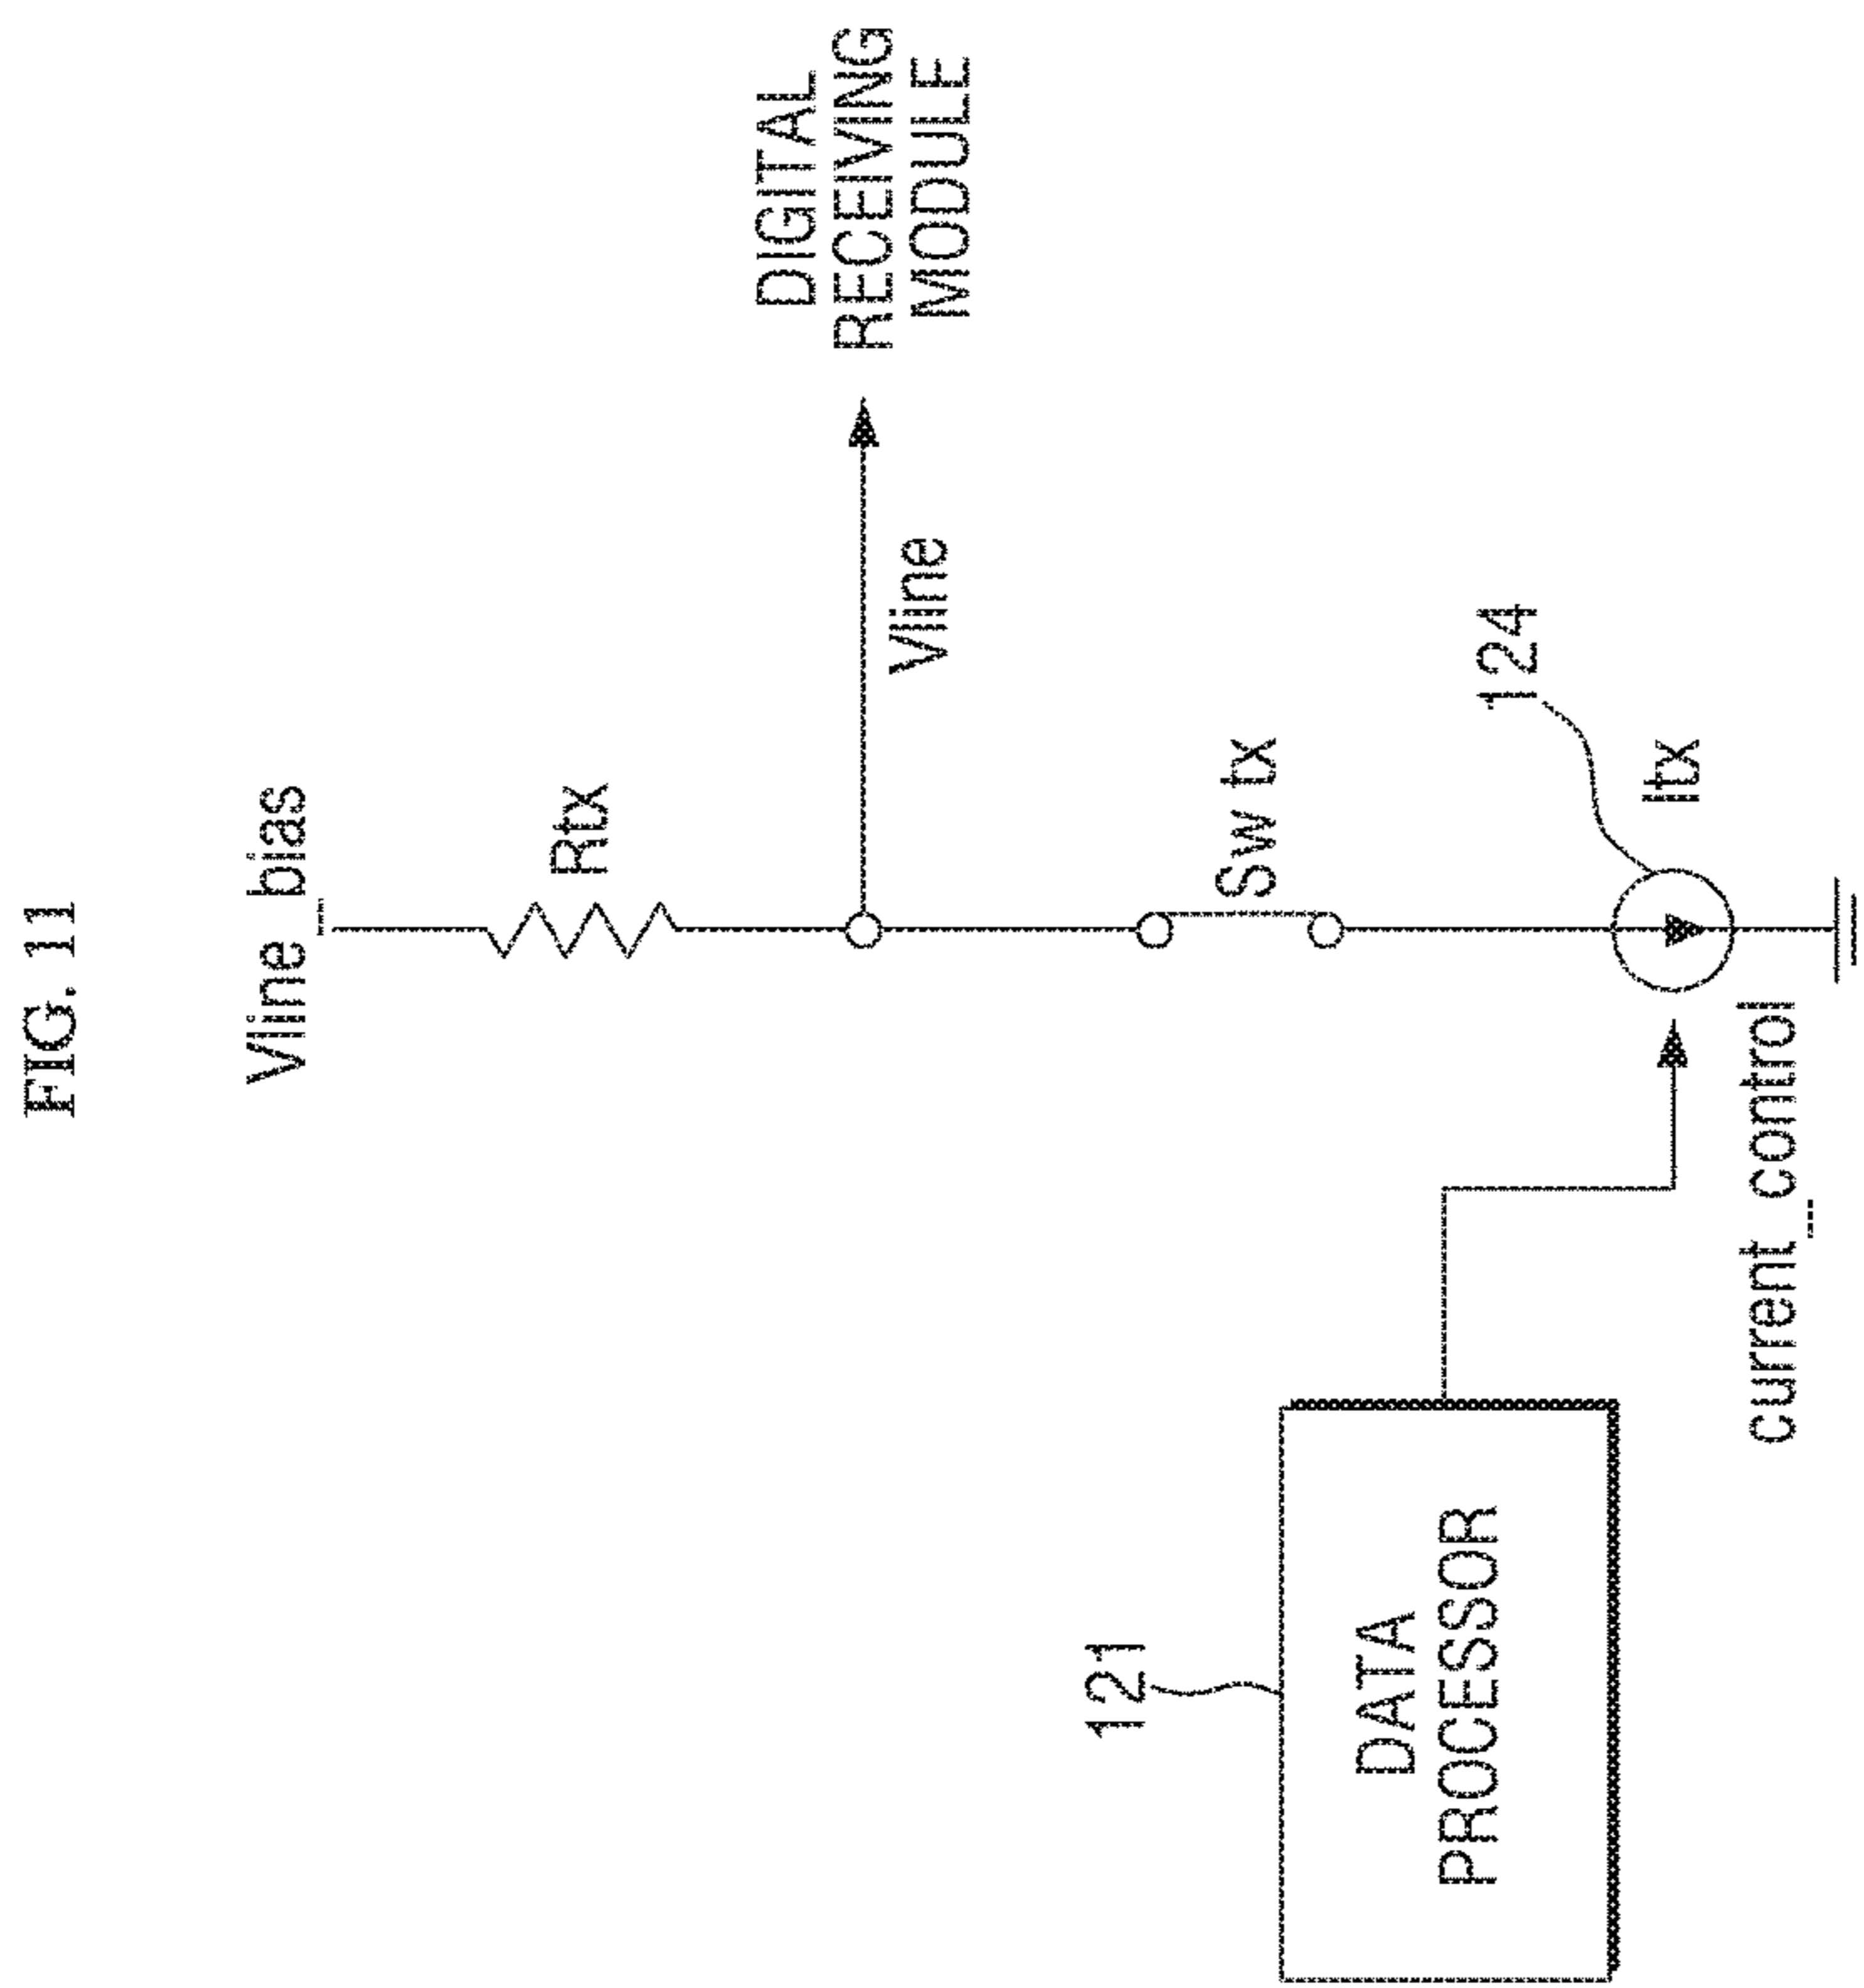 FIG. 11
Vline_bias
Rtx
DIGITAL
RECEIVING
MODULE
Vline
Sw tx
124
Itx
121
DATA
PROCESSOR
current_control